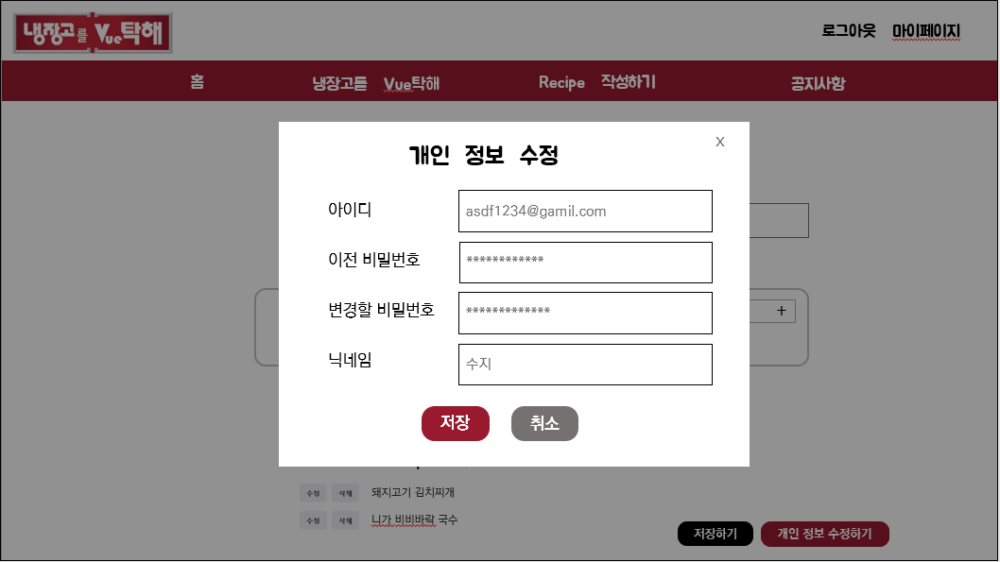 냉장고를 Vue탁해
로그아웃 마이페이지
홈 냉장고를 Vue탁해 Recipe 작성하기 공지사항
x
개인 정보 수정
아이디 asdf1234@gamil.com
이전 비밀번호 ************
변경할 비밀번호 *************
+
닉네임 수지
저장 취소
수정 삭제 돼지고기 김치찌개
수정 삭제 니가 비비바락 국수
저장하기 개인 정보 수정하기